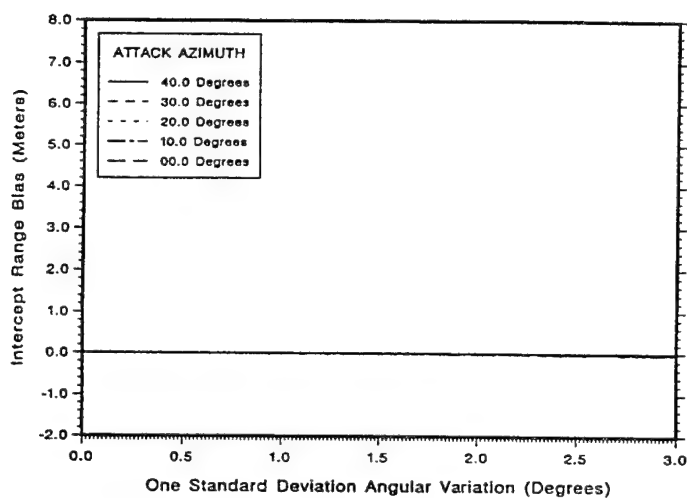 8.0
7.0
6.0
5.0
4.0
3.0
2.0
1.0
0.0
-1.0
-2.0
Intercept Range Bias (Meters)
ATTACK AZIMUTH
40.0 Degrees
30.0 Degrees
20.0 Degrees
10.0 Degrees
00.0 Degrees
0.0 0.5 1.0 1.5 2.0 2.5 3.0
One Standard Deviation Angular Variation (Degrees)